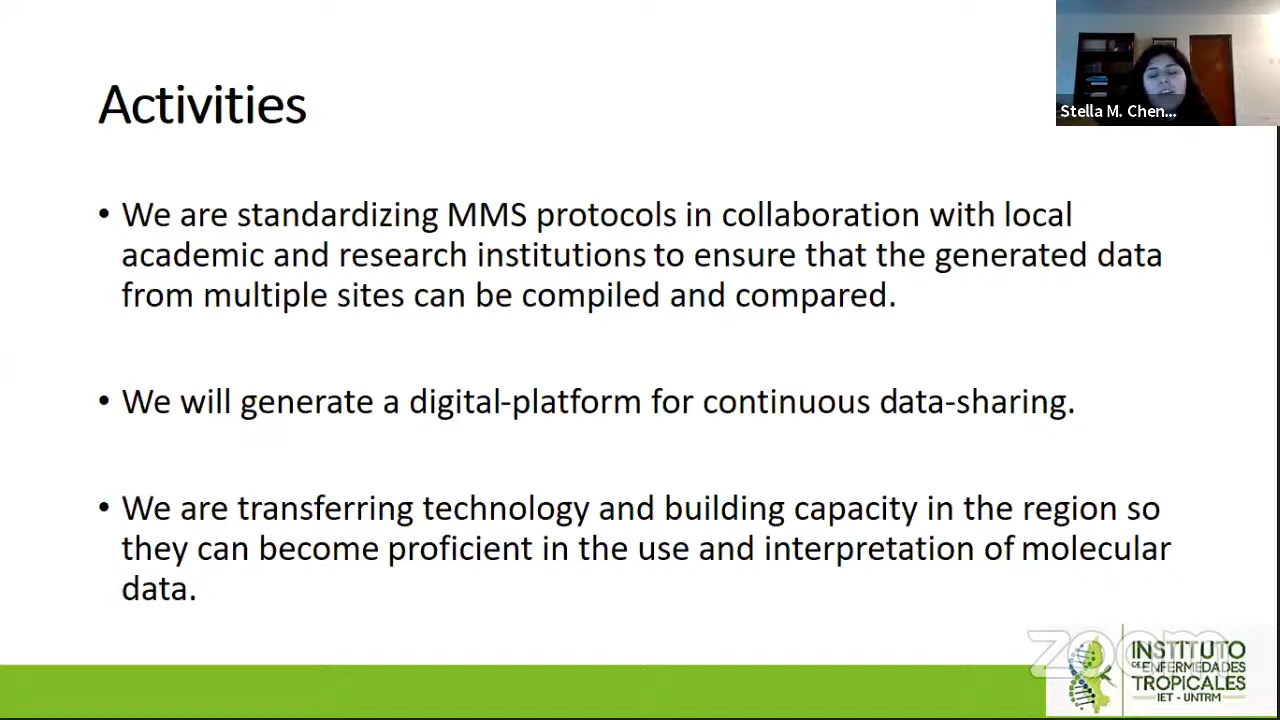 Activities
Stella M. Chen...
• We are standardizing MMS protocols in collaboration with local
academic and research institutions to ensure that the generated data
from multiple sites can be compiled and compared.
• We will generate a digital-platform for continuous data-sharing.
• We are transferring technology and building capacity in the region so
they can become proficient in the use and interpretation of molecular
data.
zoom
INSTITUTO
DE ENFERMEDADES
TROPICALES
IET - UNTRM